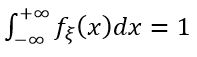 ∫_{-∞}^{+∞} f_ξ(x)dx = 1